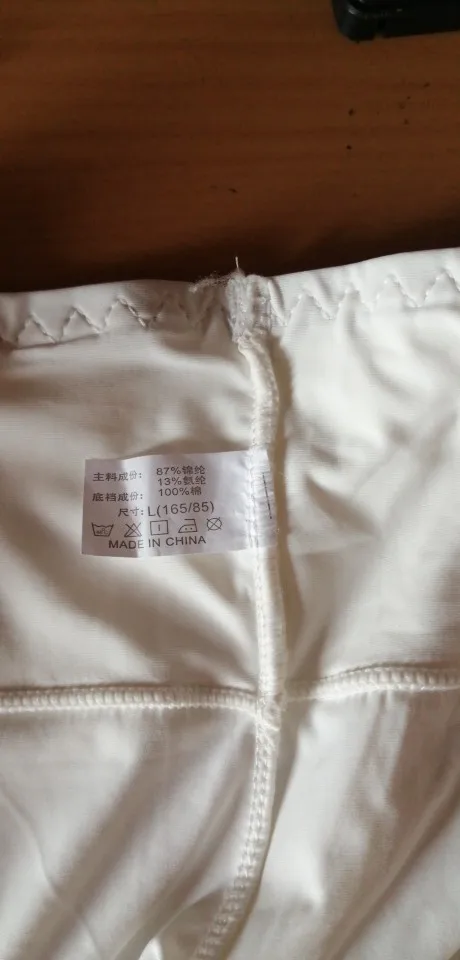 主料成份: 87%锦纶
13%氨纶
底裆成份: 100%棉
尺寸: L(165/85)
MADE IN CHINA